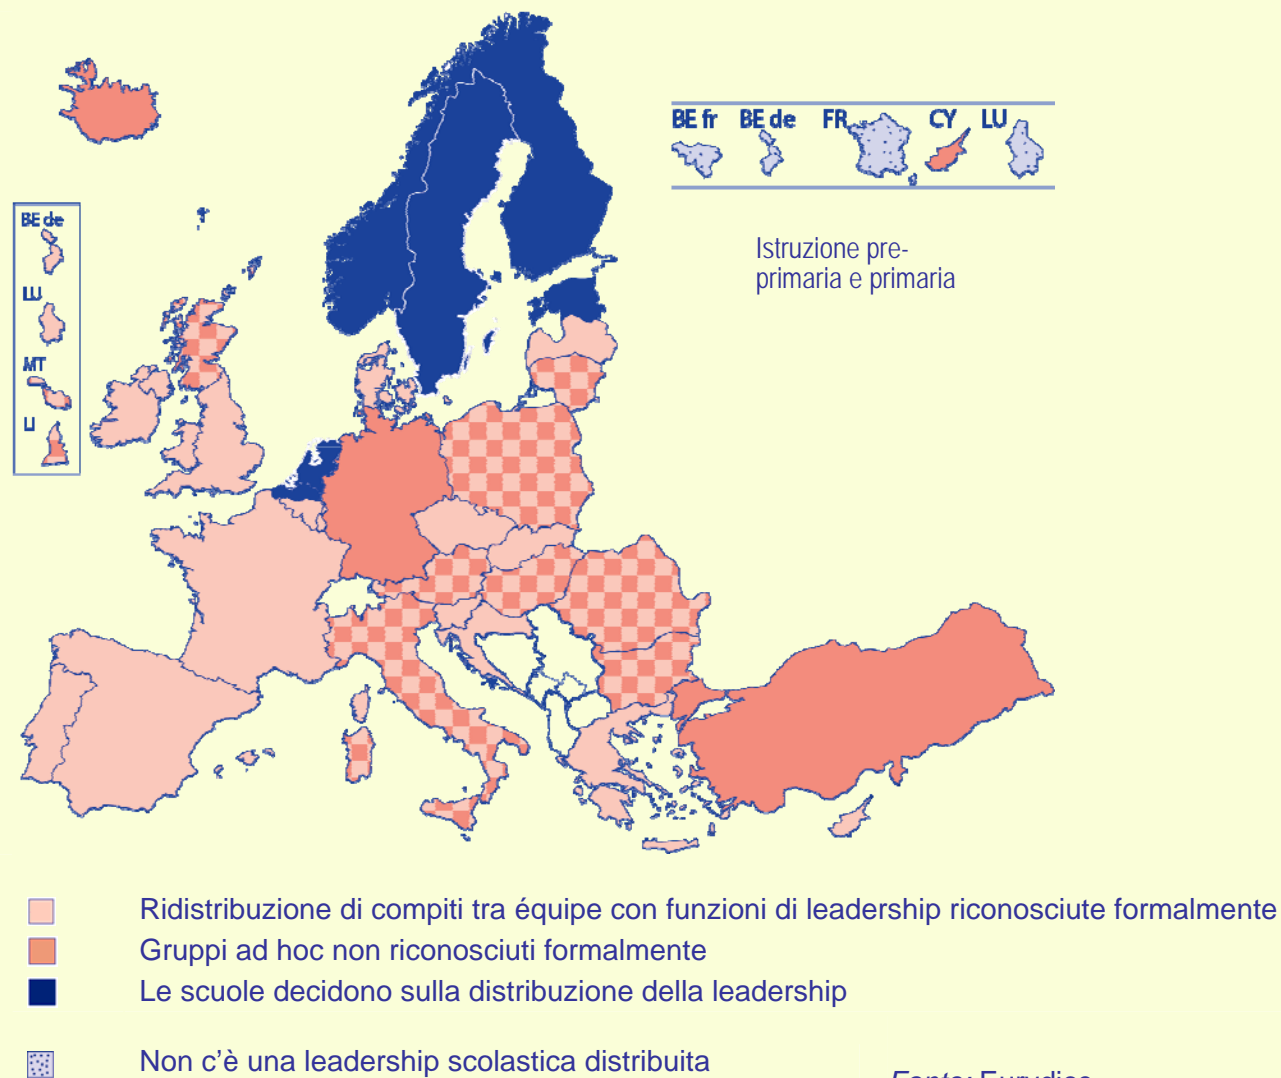 BE fr BE de FR CY LU
Istruzione pre-
primaria e primaria
BE de
LU
MT
LI
Ridistribuzione di compiti tra équipe con funzioni di leadership riconosciute formalmente
Gruppi ad hoc non riconosciuti formalmente
Le scuole decidono sulla distribuzione della leadership
Non c'è una leadership scolastica distribuita
Fonte: Eurydice